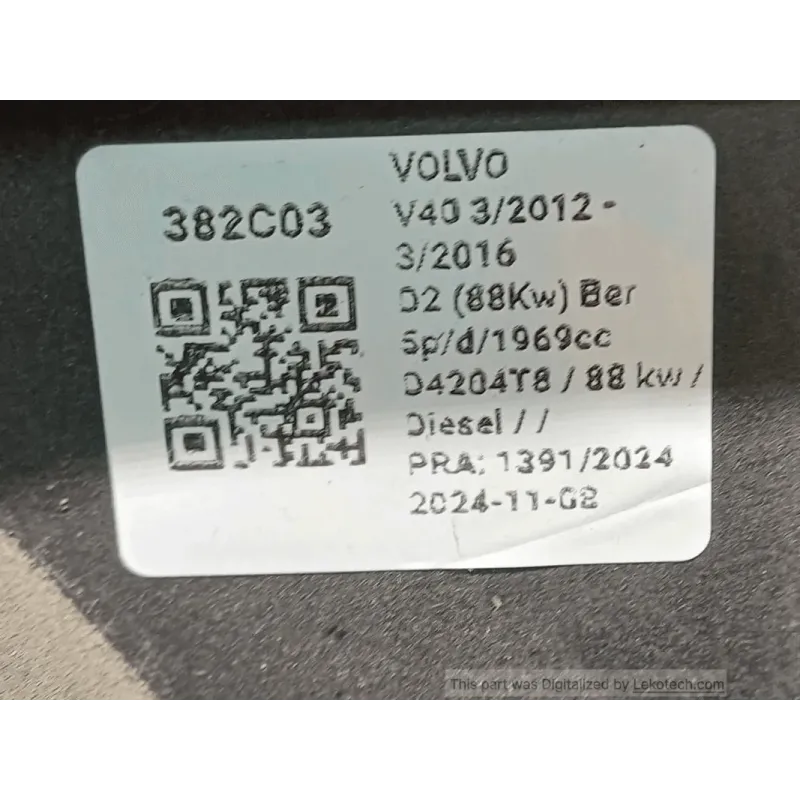 382C03
VOLVO
V40 3/2012 -
3/2016
D2 (88Kw) Ber
5p/d/1969cc
D4204T8 / 88 kw /
Diesel / /
PRA: 1391/2024
2024-11-08
This part was Digitalized by Lekotech.com